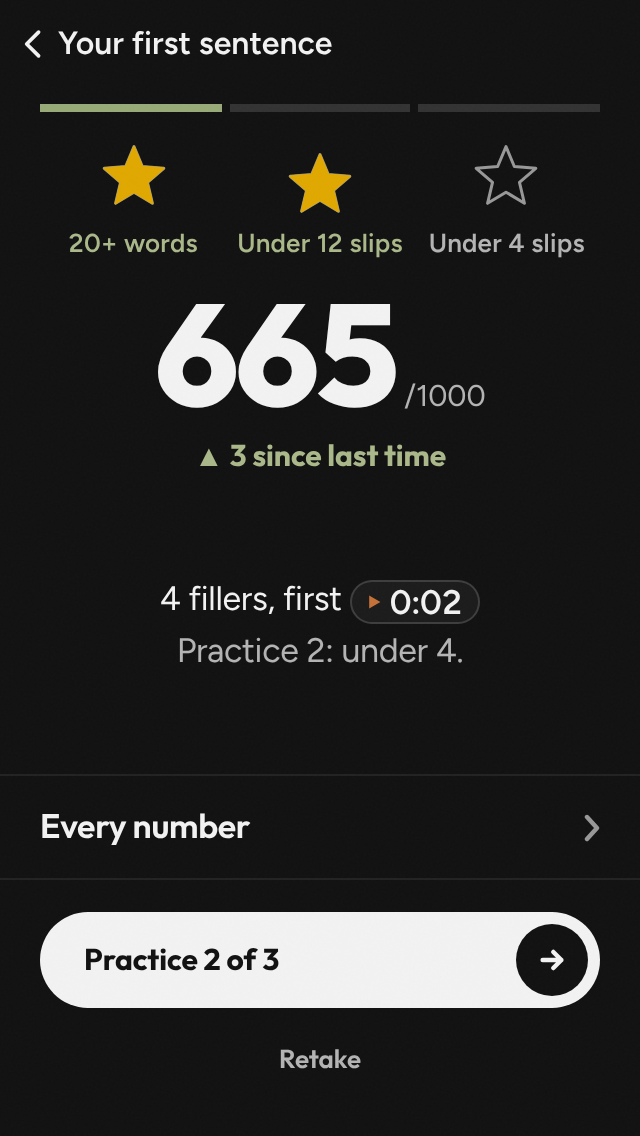 Your first sentence
20+ words
Under 12 slips
Under 4 slips
665/1000
▲ 3 since last time
4 fillers, first 0:02
Practice 2: under 4.
Every number
Practice 2 of 3
Retake